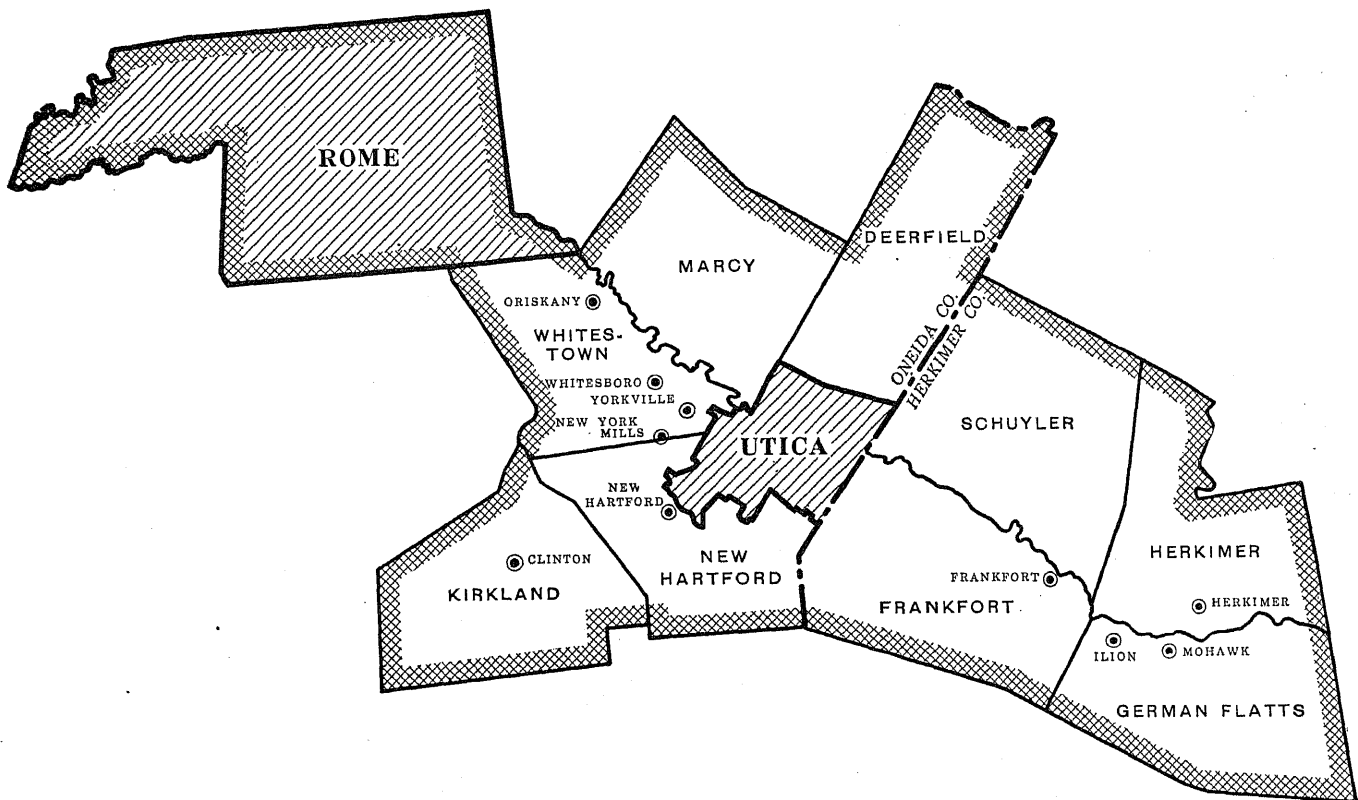 ROME
DEERFIELD
MARCY
ONEIDA CO.
HERKIMER CO.
ORISKANY
WHITES-
TOWN
WHITESBORO
YORKVILLE
NEW YORK
MILLS
SCHUYLER
UTICA
NEW
HARTFORD
NEW
HARTFORD
CLINTON
KIRKLAND
FRANKFORT
FRANKFORT
HERKIMER
HERKIMER
ILION
MOHAWK
GERMAN FLATTS